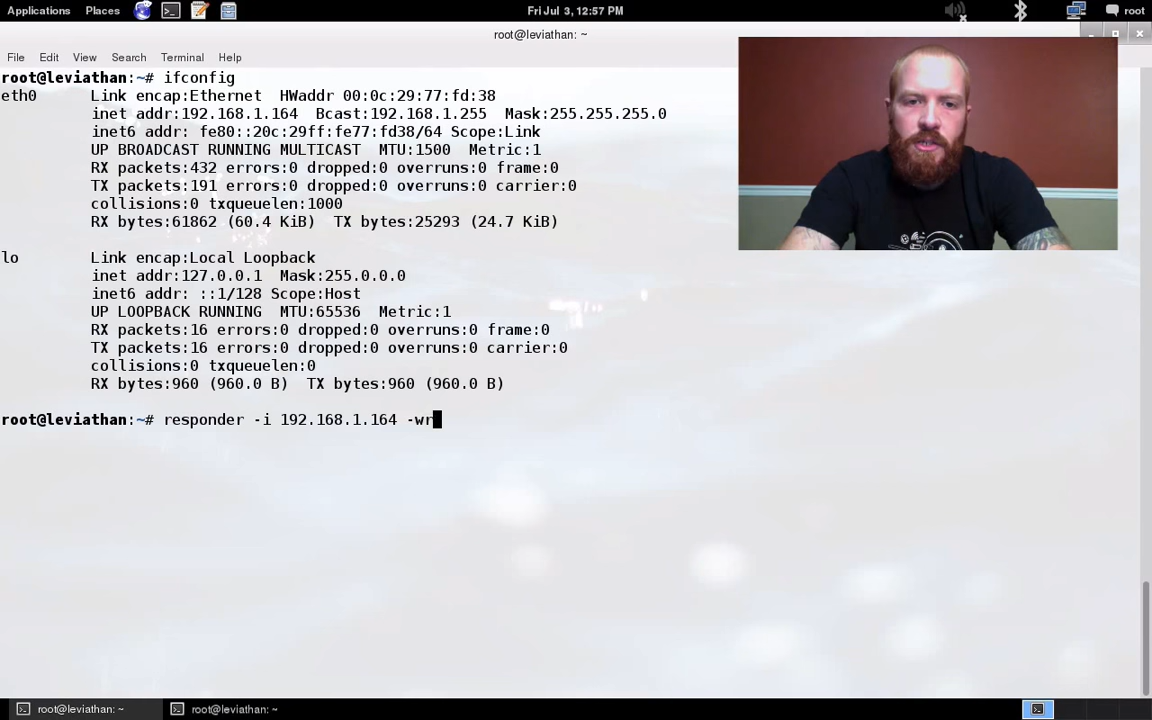 Applications Places Fri Jul 3, 12:57 PM root
root@leviathan: ~
File Edit View Search Terminal Help
root@leviathan:~# ifconfig
eth0 Link encap:Ethernet HWaddr 00:0c:29:77:fd:38
inet addr:192.168.1.164 Bcast:192.168.1.255 Mask:255.255.255.0
inet6 addr: fe80::20c:29ff:fe77:fd38/64 Scope:Link
UP BROADCAST RUNNING MULTICAST MTU:1500 Metric:1
RX packets:432 errors:0 dropped:0 overruns:0 frame:0
TX packets:191 errors:0 dropped:0 overruns:0 carrier:0
collisions:0 txqueuelen:1000
RX bytes:61862 (60.4 KiB) TX bytes:25293 (24.7 KiB)
lo Link encap:Local Loopback
inet addr:127.0.0.1 Mask:255.0.0.0
inet6 addr: ::1/128 Scope:Host
UP LOOPBACK RUNNING MTU:65536 Metric:1
RX packets:16 errors:0 dropped:0 overruns:0 frame:0
TX packets:16 errors:0 dropped:0 overruns:0 carrier:0
collisions:0 txqueuelen:0
RX bytes:960 (960.0 B) TX bytes:960 (960.0 B)
root@leviathan:~# responder -i 192.168.1.164 -wr
root@leviathan: ~ root@leviathan: ~